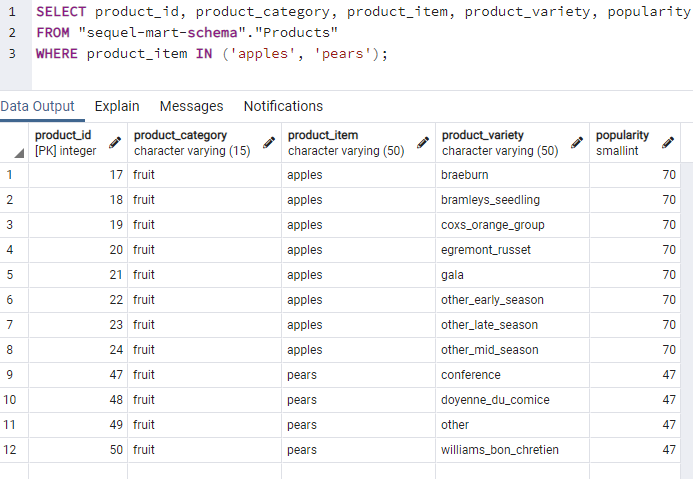 1 SELECT product_id, product_category, product_item, product_variety, popularity
2 FROM "sequel-mart-schema"."Products"
3 WHERE product_item IN ('apples', 'pears');
Data Output Explain Messages Notifications
product_id product_category product_item product_variety popularity
[PK] integer character varying (15) character varying (50) character varying (50) smallint
1 17 fruit apples braeburn 70
2 18 fruit apples bramleys_seedling 70
3 19 fruit apples coxs_orange_group 70
4 20 fruit apples egremont_russet 70
5 21 fruit apples gala 70
6 22 fruit apples other_early_season 70
7 23 fruit apples other_late_season 70
8 24 fruit apples other_mid_season 70
9 47 fruit pears conference 47
10 48 fruit pears doyenne_du_comice 47
11 49 fruit pears other 47
12 50 fruit pears williams_bon_chretien 47